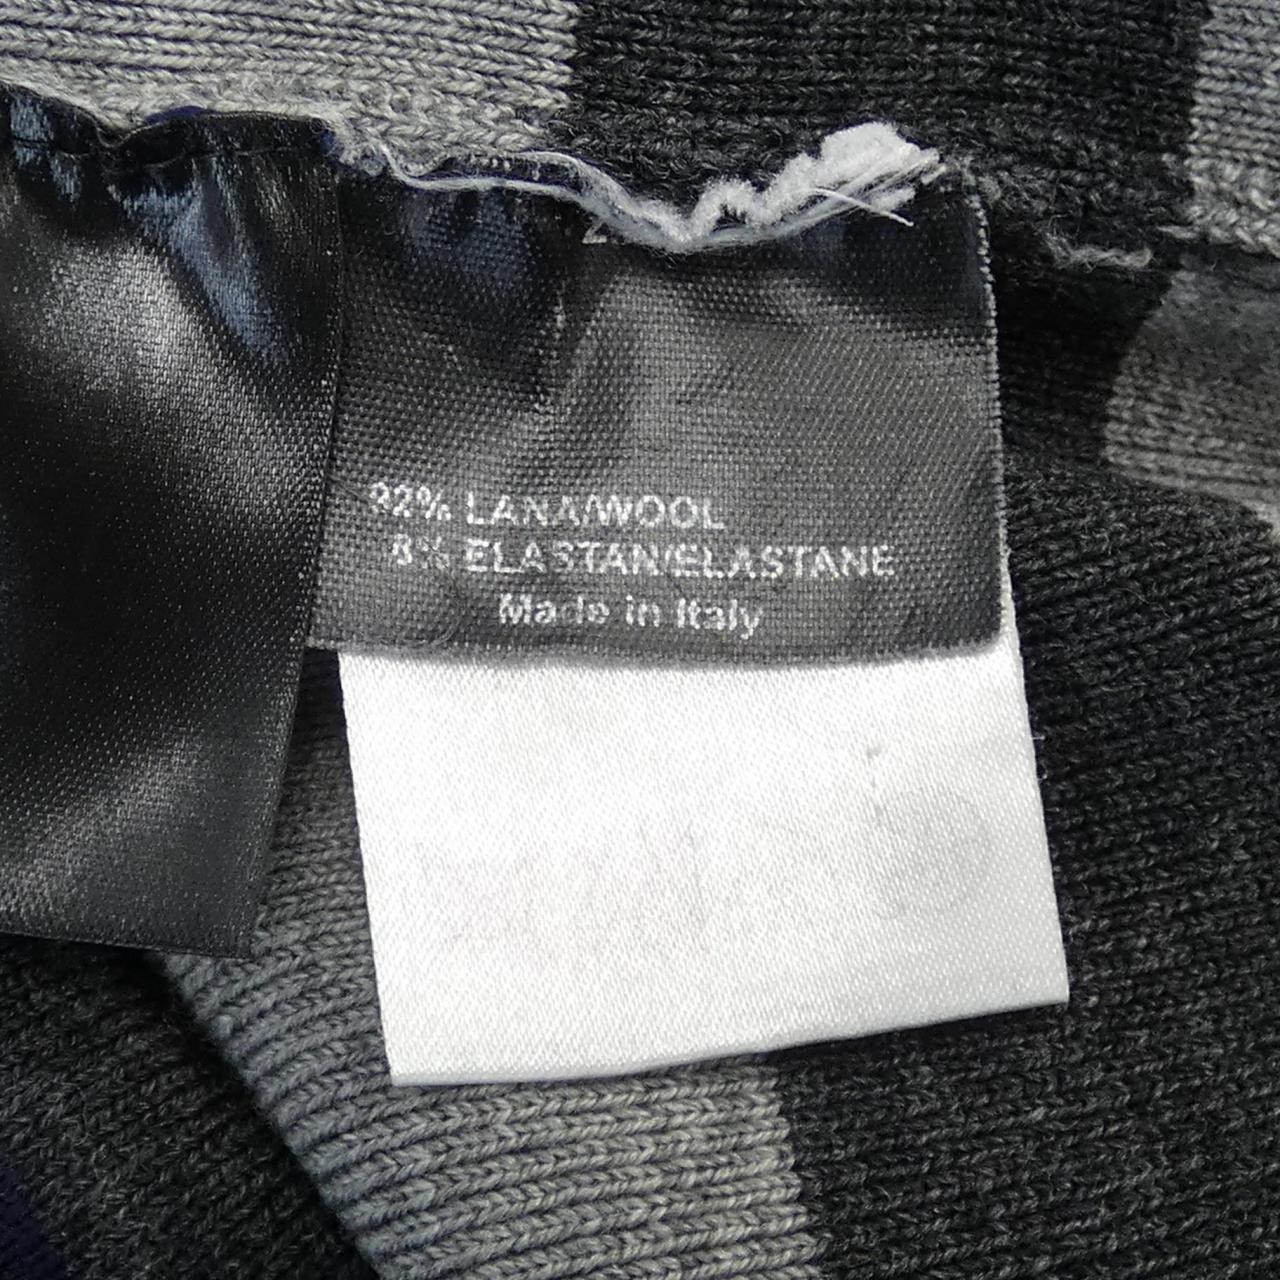 92% LANA/WOOL
8% ELASTAN/ELASTANE
Made in Italy